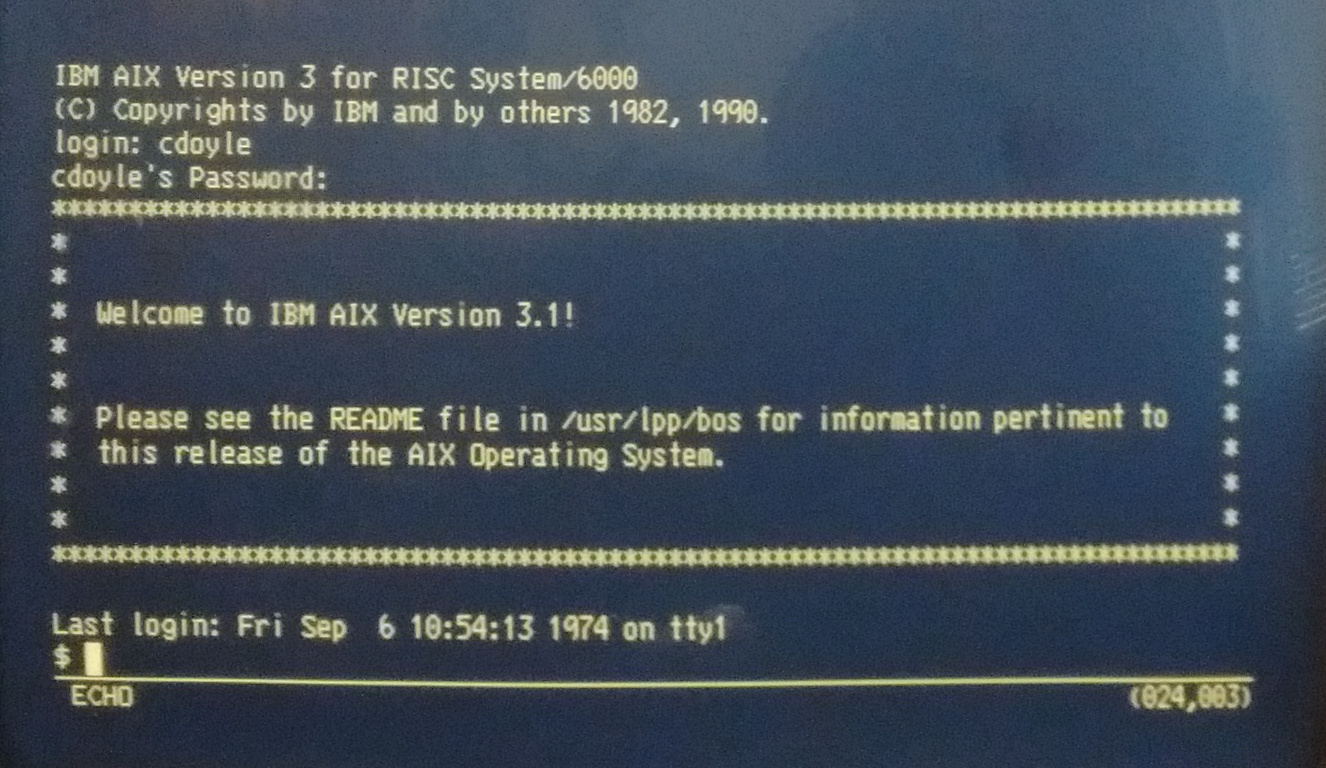 IBM AIX Version 3 for RISC System/6000
(C) Copyrights by IBM and by others 1982, 1990.
login: cdoyle
cdoyle's Password:
*******************************************************************************
*                                                                             *
*                                                                             *
*  Welcome to IBM AIX Version 3.1!                                            *
*                                                                             *
*                                                                             *
*  Please see the README file in /usr/lpp/bos for information pertinent to    *
*  this release of the AIX Operating System.                                  *
*                                                                             *
*                                                                             *
*******************************************************************************
Last login: Fri Sep  6 10:54:13 1974 on tty1
$
ECHO (024,003)